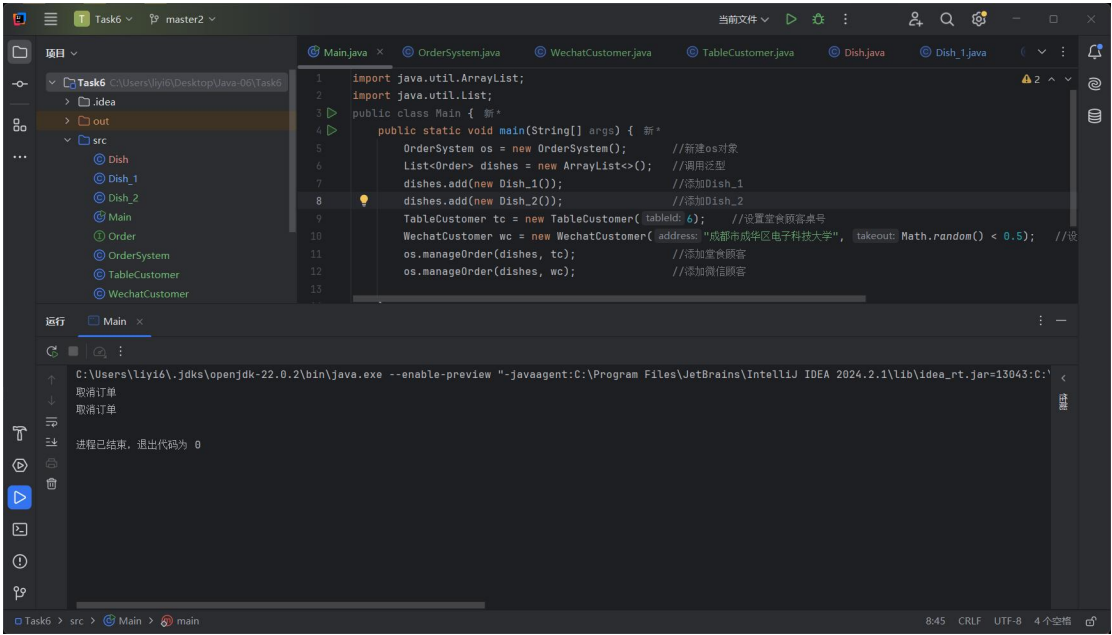 T Task6 master2 当前文件
项目
Main.java OrderSystem.java WechatCustomer.java TableCustomer.java Dish.java Dish_1.java
Task6 C:\Users\liyi6\Desktop\Java-06\Task6
.idea
out
src
Dish
Dish_1
Dish_2
Main
Order
OrderSystem
TableCustomer
WechatCustomer
2
1 import java.util.ArrayList;
2 import java.util.List;
3 public class Main { 新*
4 public static void main(String[] args) { 新*
5 OrderSystem os = new OrderSystem(); //新建os对象
6 List<Order> dishes = new ArrayList<>(); //调用泛型
7 dishes.add(new Dish_1()); //添加Dish_1
8 dishes.add(new Dish_2()); //添加Dish_2
9 TableCustomer tc = new TableCustomer( tableId: 6); //设置堂食顾客桌号
10 WechatCustomer wc = new WechatCustomer( address: "成都市成华区电子科技大学", takeout: Math.random() < 0.5); //设
11 os.manageOrder(dishes, tc); //添加堂食顾客
12 os.manageOrder(dishes, wc); //添加微信顾客
13
运行 Main
C:\Users\liyi6\.jdks\openjdk-22.0.2\bin\java.exe --enable-preview "-javaagent:C:\Program Files\JetBrains\IntelliJ IDEA 2024.2.1\lib\idea_rt.jar=13043:C:\
取消订单
取消订单
进程已结束，退出代码为 0
Task6 > src > Main > main 8:45 CRLF UTF-8 4 个空格